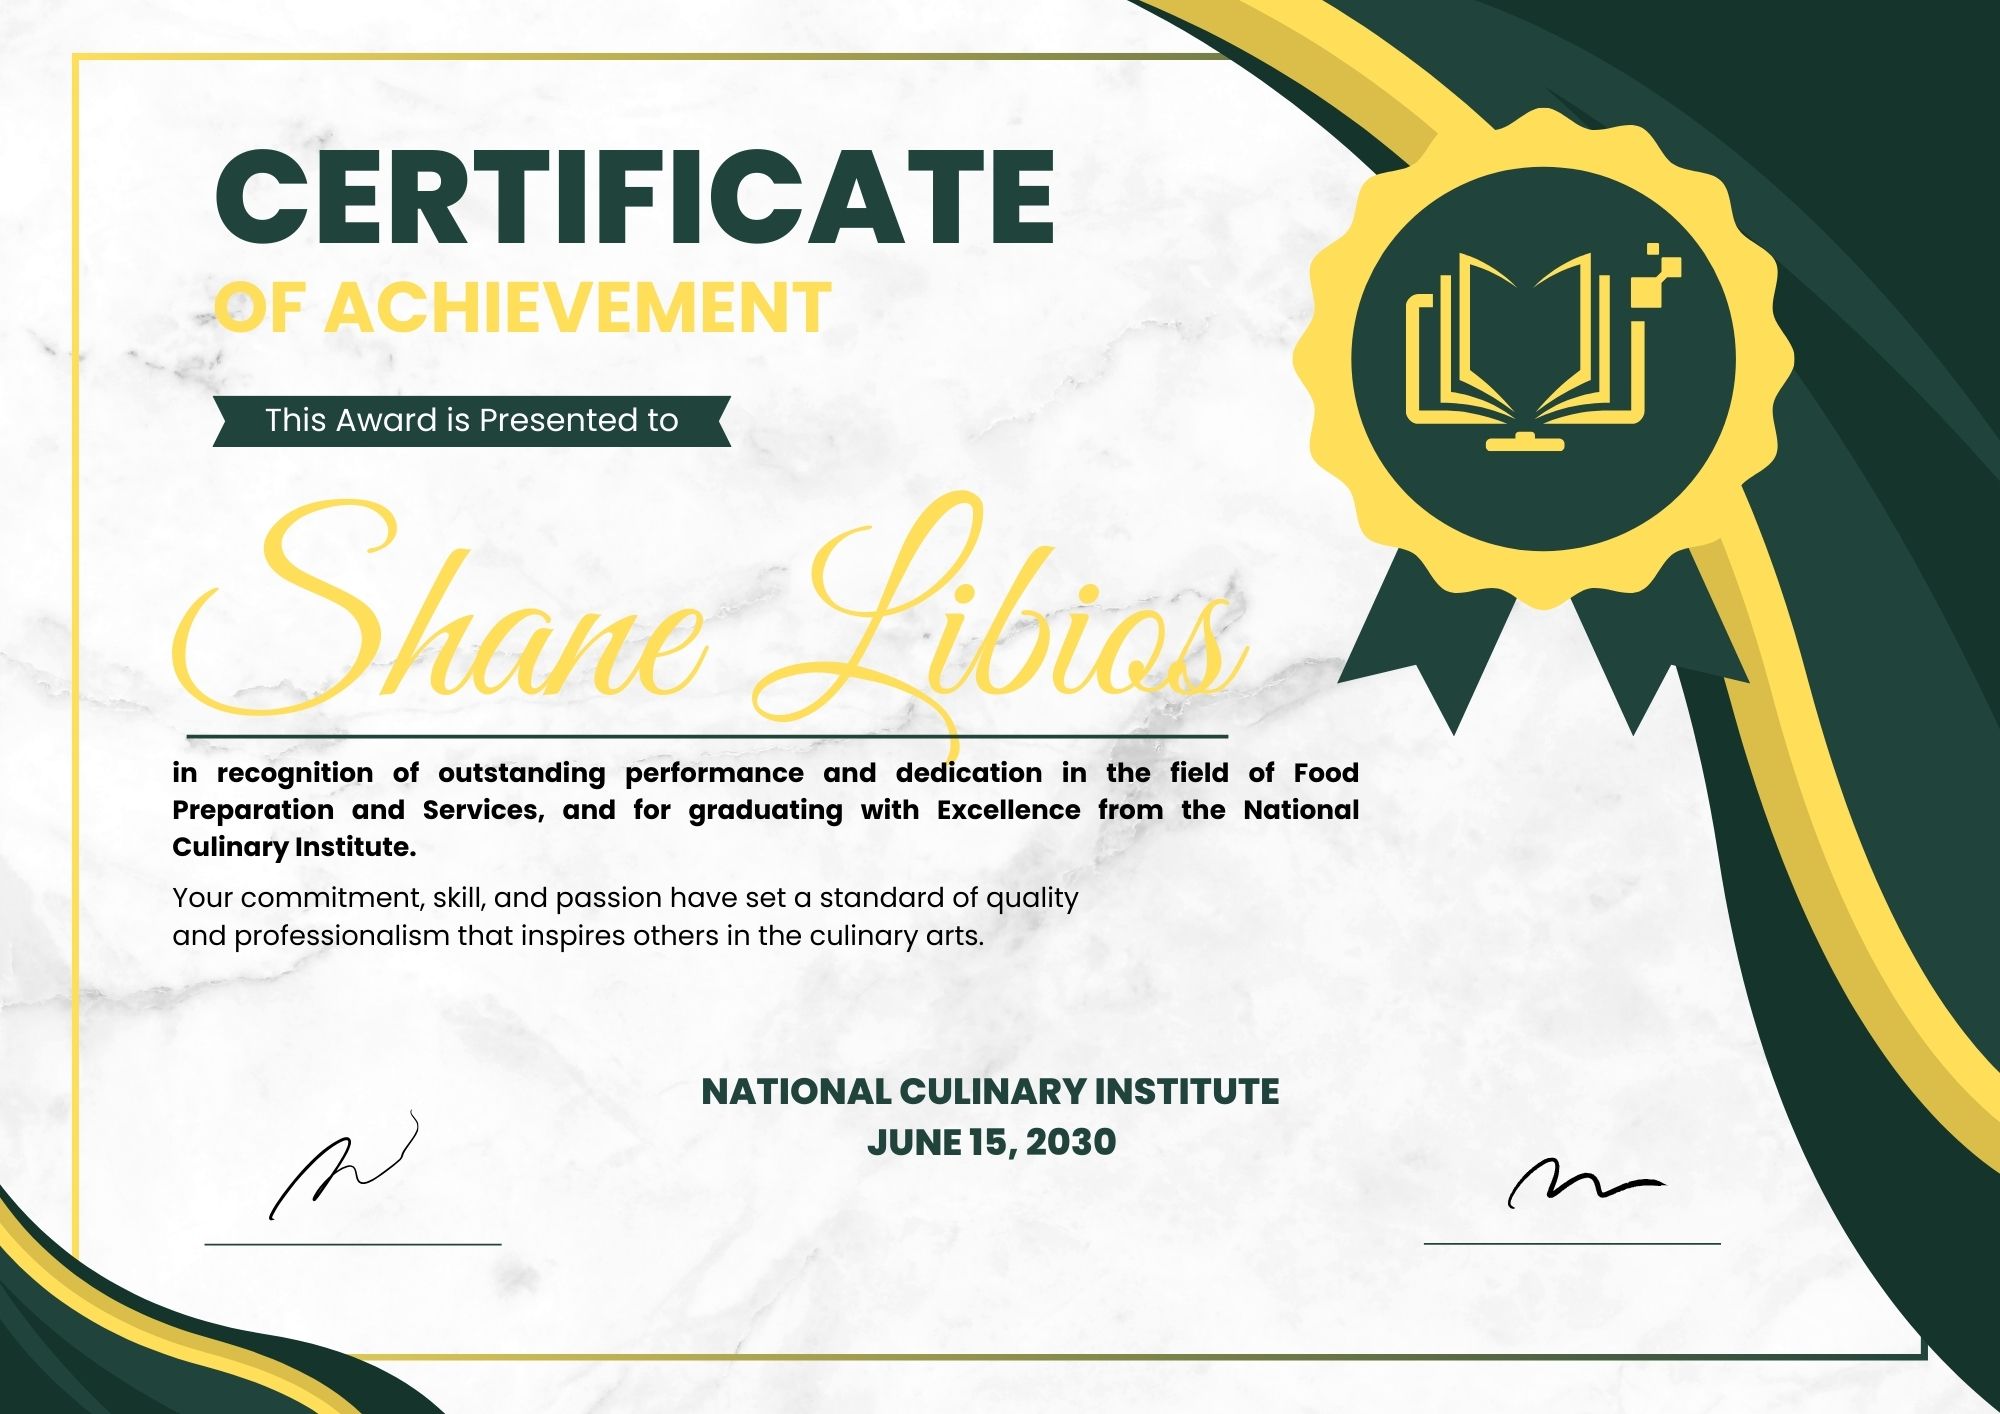 CERTIFICATE
OF ACHIEVEMENT
This Award is Presented to
Shane Libios
in recognition of outstanding performance and dedication in the field of Food
Preparation and Services, and for graduating with Excellence from the National
Culinary Institute.
Your commitment, skill, and passion have set a standard of quality
and professionalism that inspires others in the culinary arts.
NATIONAL CULINARY INSTITUTE
JUNE 15, 2030